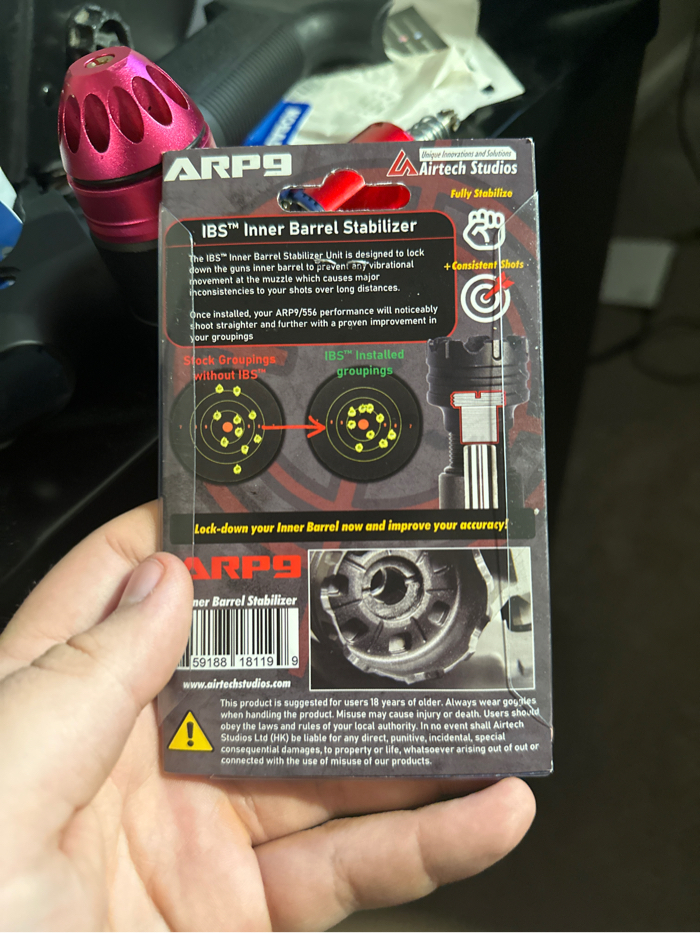 ARP9
Unique Innovations and Solutions
Airtech Studios
Fully Stabilize
IBS™ Inner Barrel Stabilizer
The IBS™ Inner Barrel Stabilizer Unit is designed to lock
down the guns inner barrel to prevent any vibrational
movement at the muzzle which causes major
inconsistencies to your shots over long distances.
+Consistent Shots
Once installed, your ARP9/556 performance will noticeably
shoot straighter and further with a proven improvement in
your groupings
Stock Groupings
without IBS™
IBS™ Installed
groupings
Lock-down your Inner Barrel now and improve your accuracy!
ARP9
ner Barrel Stabilizer
59188 18119 9
www.airtechstudios.com
This product is suggested for users 18 years of older. Always wear goggles
when handling the product. Misuse may cause injury or death. Users should
obey the laws and rules of your local authority. In no event shall Airtech
Studios Ltd (HK) be liable for any direct, punitive, incidental, special
consequential damages, to property or life, whatsoever arising out of out or
connected with the use of misuse of our products.